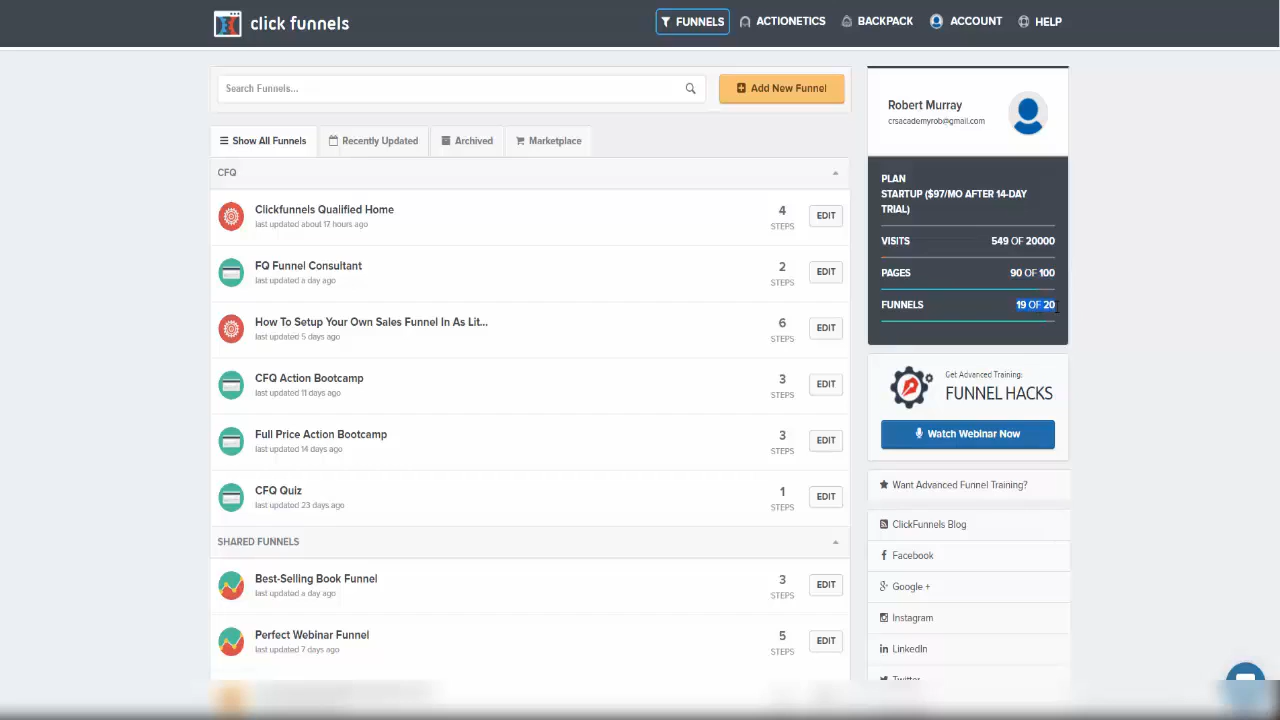 click funnels
FUNNELS
ACTIONETICS
BACKPACK
ACCOUNT
HELP
Search Funnels...
Add New Funnel
Show All Funnels
Recently Updated
Archived
Marketplace
CFQ
Clickfunnels Qualified Home
last updated about 17 hours ago
4
STEPS
EDIT
FQ Funnel Consultant
last updated a day ago
2
STEPS
EDIT
How To Setup Your Own Sales Funnel In As Lit...
last updated 5 days ago
6
STEPS
EDIT
CFQ Action Bootcamp
last updated 11 days ago
3
STEPS
EDIT
Full Price Action Bootcamp
last updated 14 days ago
3
STEPS
EDIT
CFQ Quiz
last updated 23 days ago
1
STEPS
EDIT
SHARED FUNNELS
Best-Selling Book Funnel
last updated a day ago
3
STEPS
EDIT
Perfect Webinar Funnel
last updated 7 days ago
5
STEPS
EDIT
Robert Murray
crsacademyrob@gmail.com
PLAN
STARTUP ($97/MO AFTER 14-DAY
TRIAL)
VISITS 549 OF 20000
PAGES 90 OF 100
FUNNELS 19 OF 20
Get Advanced Training:
FUNNEL HACKS
Watch Webinar Now
Want Advanced Funnel Training?
ClickFunnels Blog
Facebook
Google +
Instagram
LinkedIn
Twitter